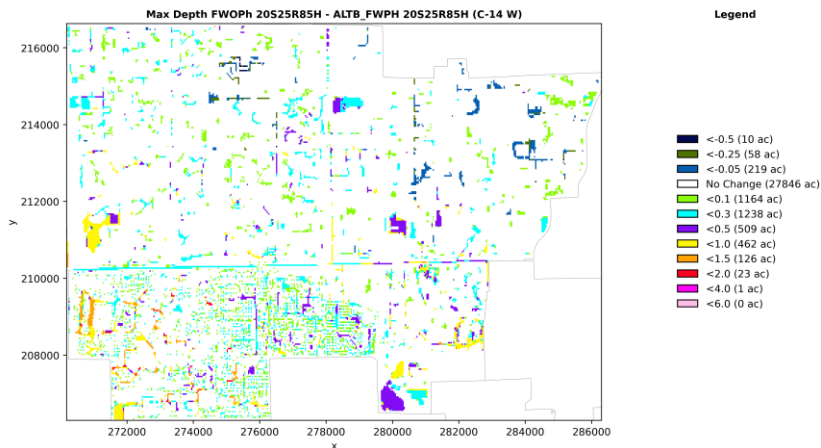 Max Depth FWOPh 20S25R85H - ALTB_FWPH 20S25R85H (C-14 W)
Legend
216000
214000
212000
210000
208000
y
272000
274000
276000
278000
280000
282000
284000
286000
x
<-0.5 (10 ac)
<-0.25 (58 ac)
<-0.05 (219 ac)
No Change (27846 ac)
<0.1 (1164 ac)
<0.3 (1238 ac)
<0.5 (509 ac)
<1.0 (462 ac)
<1.5 (126 ac)
<2.0 (23 ac)
<4.0 (1 ac)
<6.0 (0 ac)